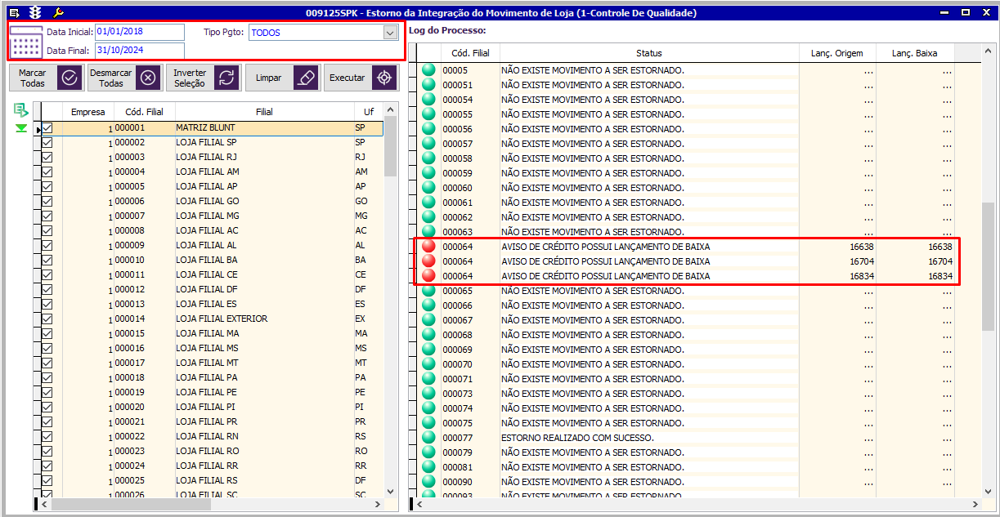 009125SPK - Estorno da Integração do Movimento de Loja (1-Controle De Qualidade)
Data Inicial: 01/01/2018 Tipo Pgto: TODOS
Data Final: 31/10/2024
Marcar Todas
Desmarcar Todas
Inverter Seleção
Limpar
Executar
Empresa Cód. Filial Filial Uf
1 000001 MATRIZ BLUNT SP
1 000002 LOJA FILIAL SP SP
1 000003 LOJA FILIAL RJ RJ
1 000004 LOJA FILIAL AM AM
1 000005 LOJA FILIAL AP AP
1 000006 LOJA FILIAL GO GO
1 000007 LOJA FILIAL MG MG
1 000008 LOJA FILIAL AC AC
1 000009 LOJA FILIAL AL AL
1 000010 LOJA FILIAL BA BA
1 000011 LOJA FILIAL CE CE
1 000012 LOJA FILIAL DF DF
1 000013 LOJA FILIAL ES ES
1 000014 LOJA FILIAL EXTERIOR EX
1 000015 LOJA FILIAL MA MA
1 000016 LOJA FILIAL MS MS
1 000017 LOJA FILIAL MT MT
1 000018 LOJA FILIAL PA PA
1 000019 LOJA FILIAL PE PE
1 000020 LOJA FILIAL PI PI
1 000021 LOJA FILIAL PR PR
1 000022 LOJA FILIAL RN RS
1 000023 LOJA FILIAL RO RO
1 000024 LOJA FILIAL RR RR
1 000025 LOJA FILIAL RS DF
1 000026 LOJA FILIAL SC SC
Log do Processo:
Cód. Filial Status Lanç. Origem Lanç. Baixa
00005 NÃO EXISTE MOVIMENTO A SER ESTORNADO. ... ...
000051 NÃO EXISTE MOVIMENTO A SER ESTORNADO. ... ...
000054 NÃO EXISTE MOVIMENTO A SER ESTORNADO. ... ...
000055 NÃO EXISTE MOVIMENTO A SER ESTORNADO. ... ...
000056 NÃO EXISTE MOVIMENTO A SER ESTORNADO. ... ...
000057 NÃO EXISTE MOVIMENTO A SER ESTORNADO. ... ...
000058 NÃO EXISTE MOVIMENTO A SER ESTORNADO. ... ...
000059 NÃO EXISTE MOVIMENTO A SER ESTORNADO. ... ...
000060 NÃO EXISTE MOVIMENTO A SER ESTORNADO. ... ...
000061 NÃO EXISTE MOVIMENTO A SER ESTORNADO. ... ...
000062 NÃO EXISTE MOVIMENTO A SER ESTORNADO. ... ...
000063 NÃO EXISTE MOVIMENTO A SER ESTORNADO. ... ...
000064 AVISO DE CRÉDITO POSSUI LANÇAMENTO DE BAIXA 16638 16638
000064 AVISO DE CRÉDITO POSSUI LANÇAMENTO DE BAIXA 16704 16704
000064 AVISO DE CRÉDITO POSSUI LANÇAMENTO DE BAIXA 16834 16834
000065 NÃO EXISTE MOVIMENTO A SER ESTORNADO. ... ...
000066 NÃO EXISTE MOVIMENTO A SER ESTORNADO. ... ...
000067 NÃO EXISTE MOVIMENTO A SER ESTORNADO. ... ...
000068 NÃO EXISTE MOVIMENTO A SER ESTORNADO. ... ...
000069 NÃO EXISTE MOVIMENTO A SER ESTORNADO. ... ...
000070 NÃO EXISTE MOVIMENTO A SER ESTORNADO. ... ...
000071 NÃO EXISTE MOVIMENTO A SER ESTORNADO. ... ...
000073 NÃO EXISTE MOVIMENTO A SER ESTORNADO. ... ...
000074 NÃO EXISTE MOVIMENTO A SER ESTORNADO. ... ...
000075 NÃO EXISTE MOVIMENTO A SER ESTORNADO. ... ...
000077 ESTORNO REALIZADO COM SUCESSO. ... ...
000079 NÃO EXISTE MOVIMENTO A SER ESTORNADO. ... ...
000081 NÃO EXISTE MOVIMENTO A SER ESTORNADO. ... ...
000090 NÃO EXISTE MOVIMENTO A SER ESTORNADO. ... ...
000093 NÃO EXISTE MOVIMENTO A SER ESTORNADO. ... ...